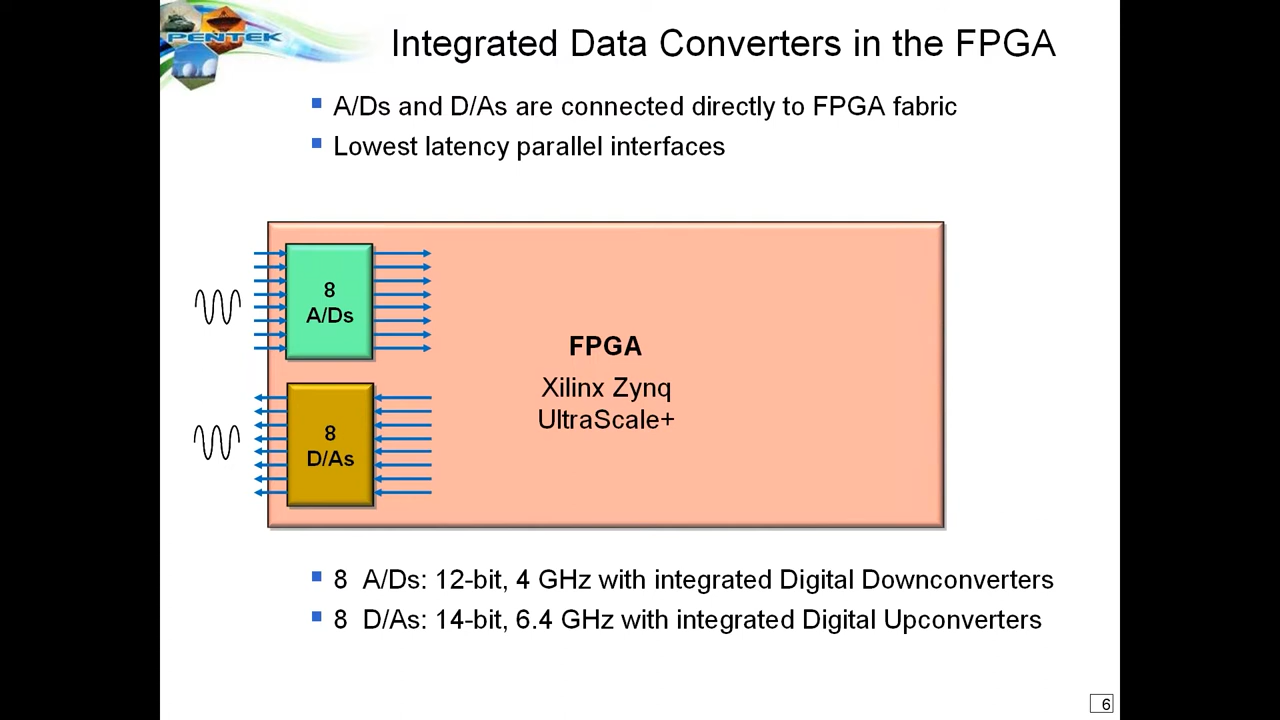 PENTEK
Integrated Data Converters in the FPGA
A/Ds and D/As are connected directly to FPGA fabric
Lowest latency parallel interfaces
8
A/Ds
FPGA
Xilinx Zynq
UltraScale+
8
D/As
8 A/Ds: 12-bit, 4 GHz with integrated Digital Downconverters
8 D/As: 14-bit, 6.4 GHz with integrated Digital Upconverters
6